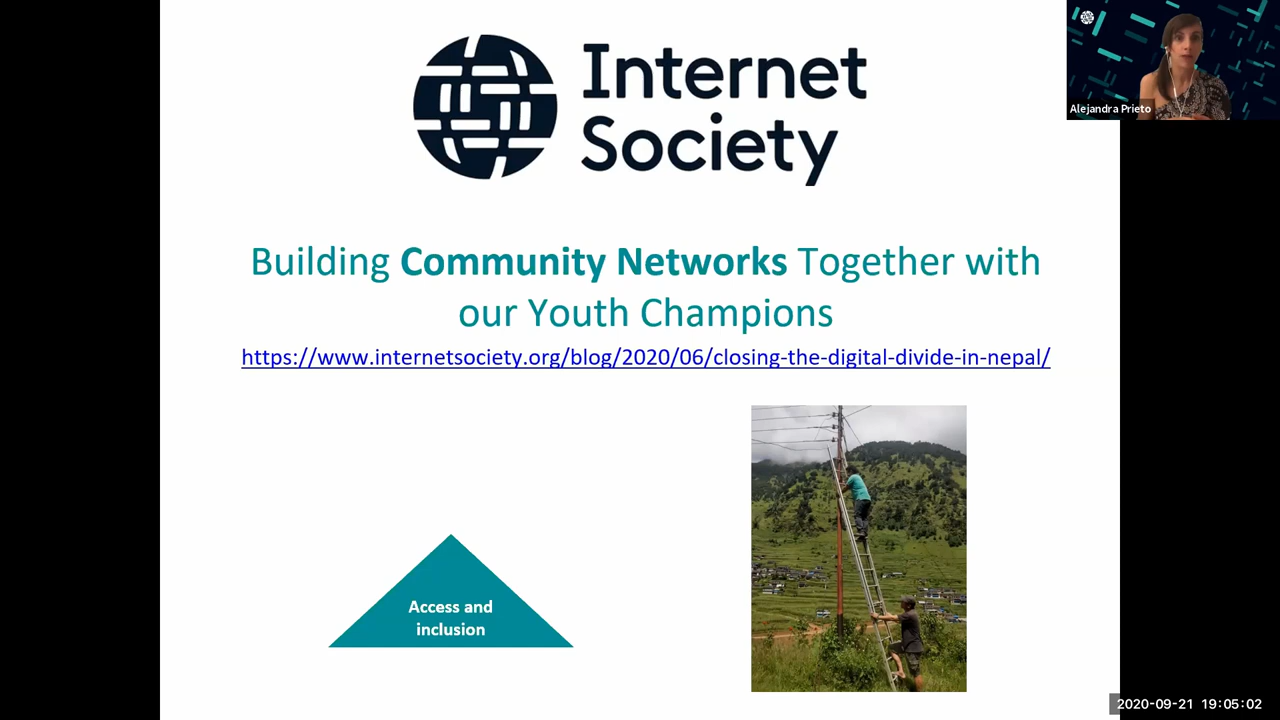 Internet
Society
Alejandra Prieto
Building Community Networks Together with
our Youth Champions
https://www.internetsociety.org/blog/2020/06/closing-the-digital-divide-in-nepal/
Access and
inclusion
2020-09-21 19:05:02